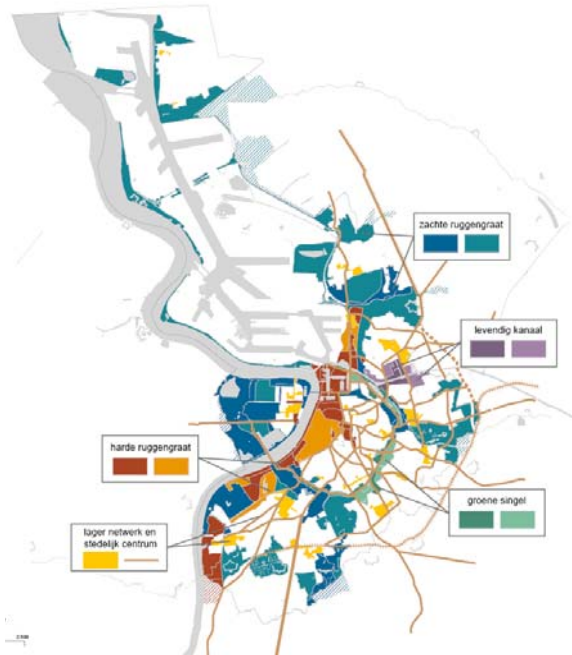 zachte ruggengraat
levendig kanaal
harde ruggengraat
groene singel
lager netwerk en
stedelijk centrum